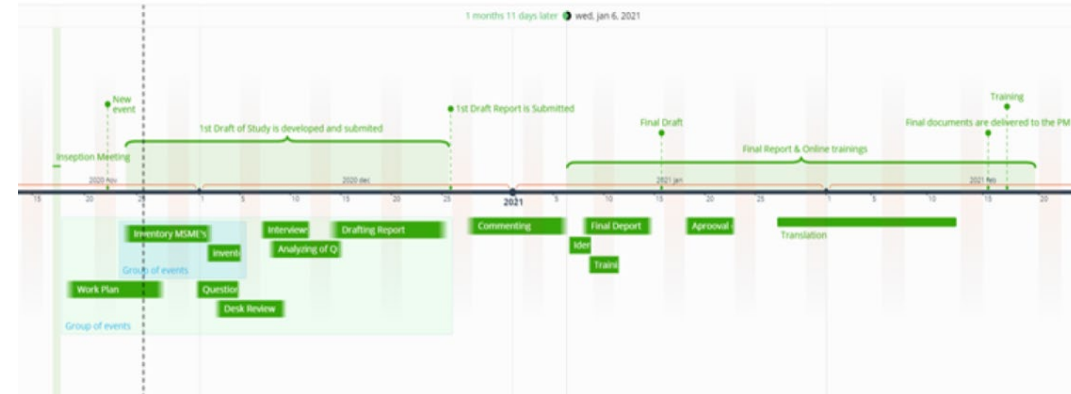 1 months 11 days later wed, jan 6, 2021
New
event
1st Draft Report is Submitted
Training
1st Draft of Study is developed and submited
Final Draft
Final documents are delivered to the PM
Inseption Meeting
Final Report & Online trainings
2020 nov
2020 dec
2021 jan
2021 feb
15 20 25 1 5 10 15 20 25 2021 5 10 15 20 25 1 5 10 15 20
Inventory MSME's
Interviews
Drafting Report
Commenting
Final Deport
Aprooval
Translation
Invent
Analyzing of Q
Iden
Traini
Group of events
Work Plan
Question
Desk Review
Group of events